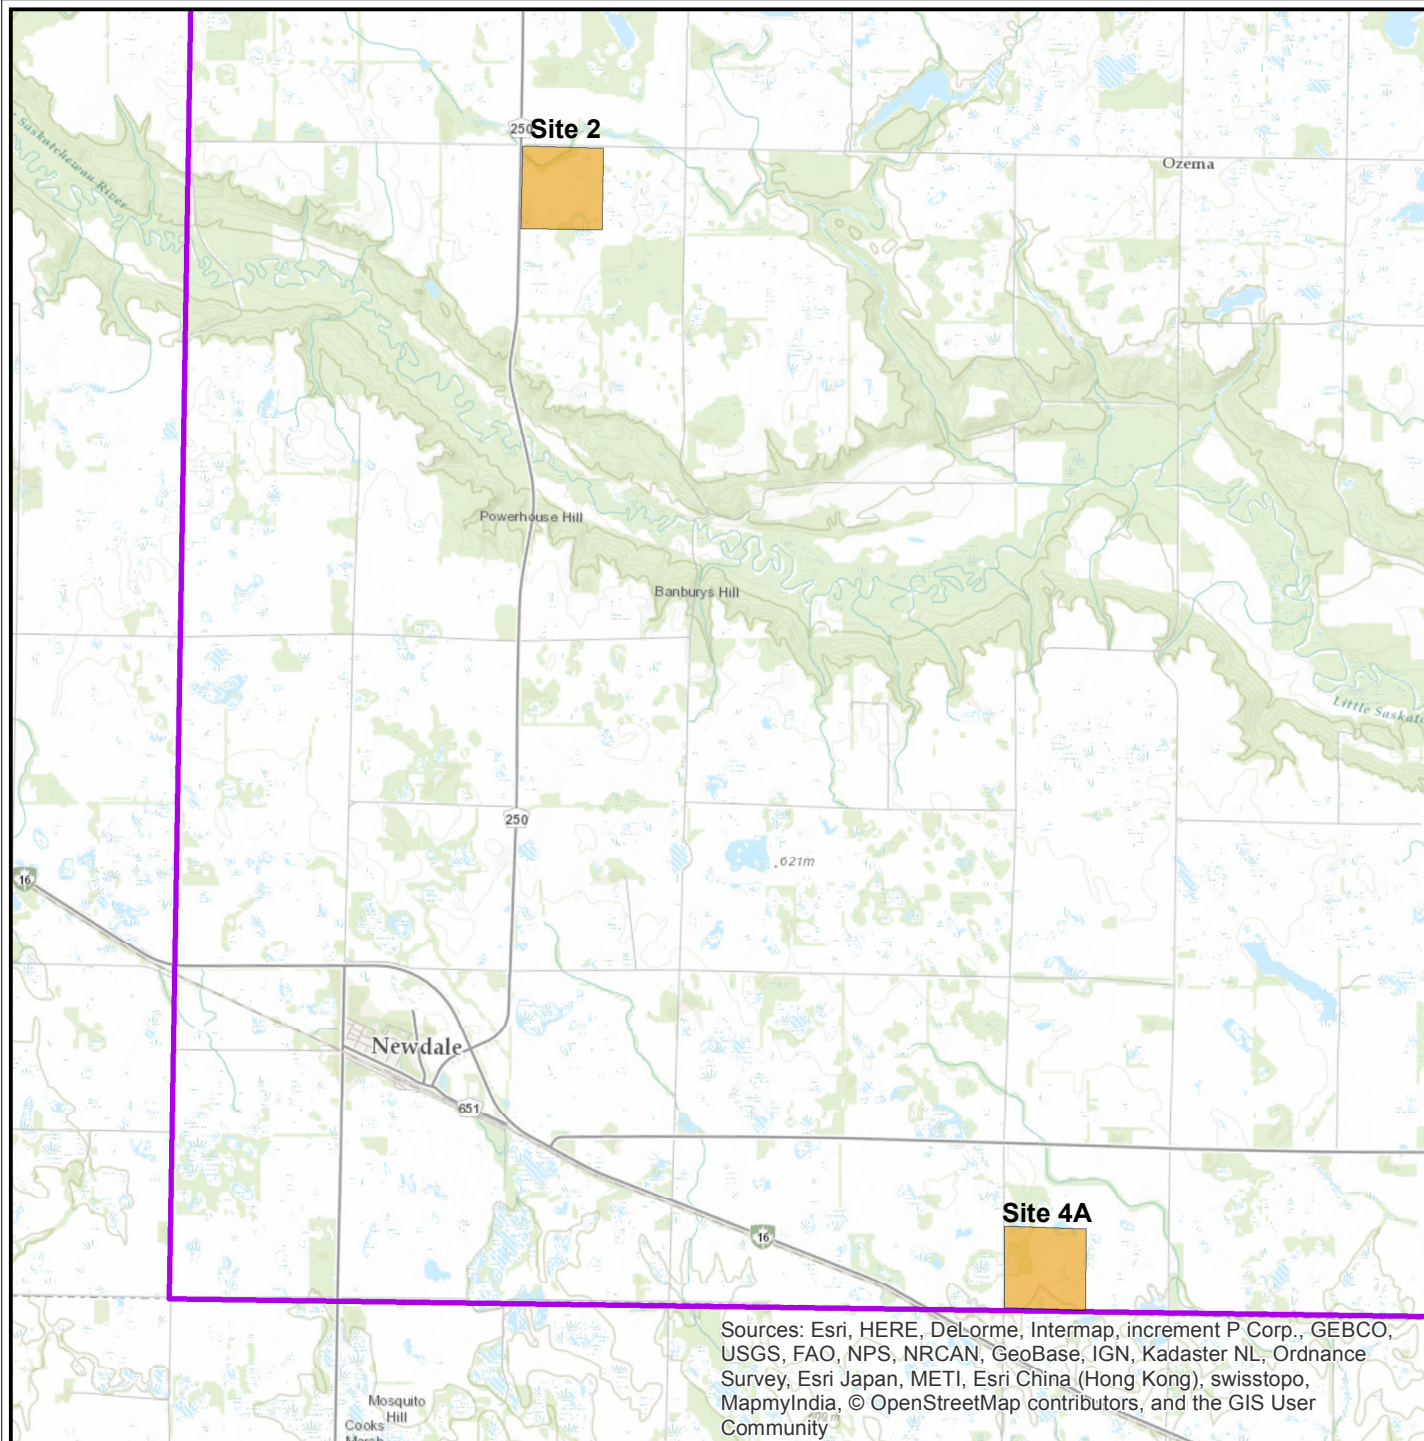 250
Site 2
Ozema
Saskatchewan River
Powerhouse Hill
Banburys Hill
Little Saskatc
250
621m
16
Newdale
651
Site 4A
16
Sources: Esri, HERE, DeLorme, Intermap, increment P Corp., GEBCO,
USGS, FAO, NPS, NRCAN, GeoBase, IGN, Kadaster NL, Ordnance
Survey, Esri Japan, METI, Esri China (Hong Kong), swisstopo,
MapmyIndia, © OpenStreetMap contributors, and the GIS User
Community
Mosquito
Hill
Cooks
Marsh